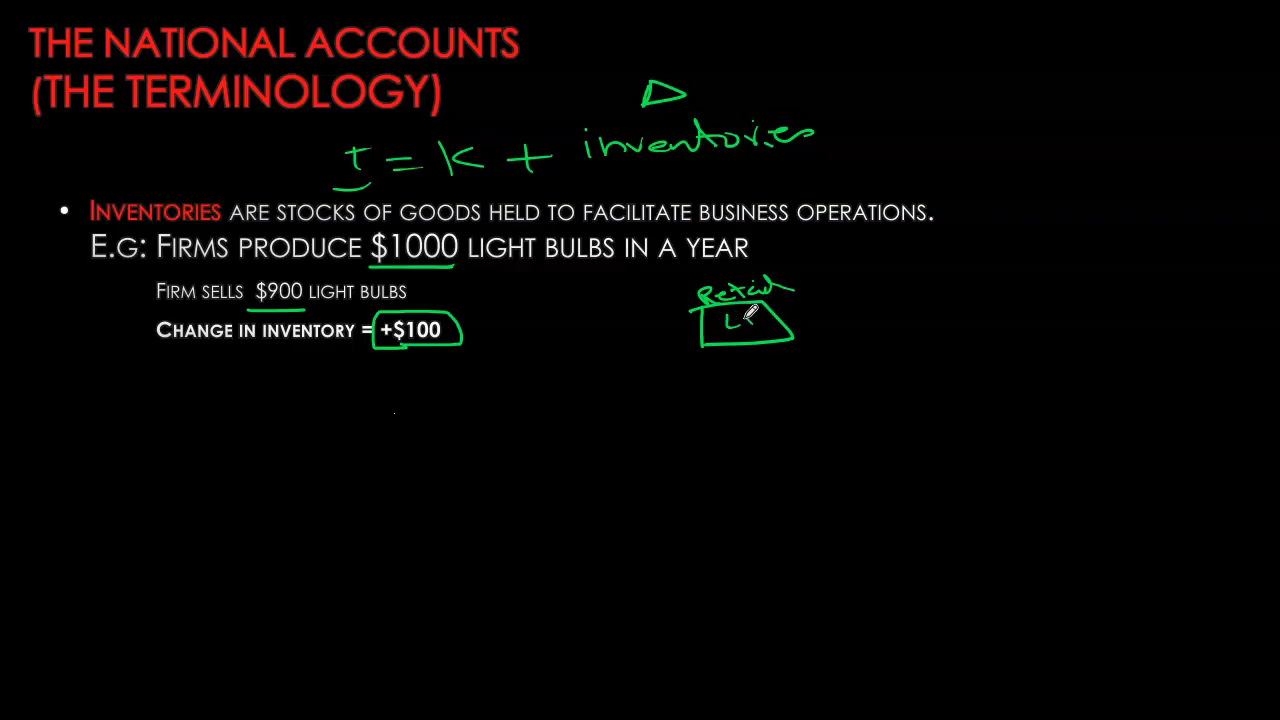 THE NATIONAL ACCOUNTS
(THE TERMINOLOGY)
I = K + inventories
• INVENTORIES ARE STOCKS OF GOODS HELD TO FACILITATE BUSINESS OPERATIONS.
E.G: FIRMS PRODUCE $1000 LIGHT BULBS IN A YEAR
FIRM SELLS $900 LIGHT BULBS
Retail
CHANGE IN INVENTORY = +$100